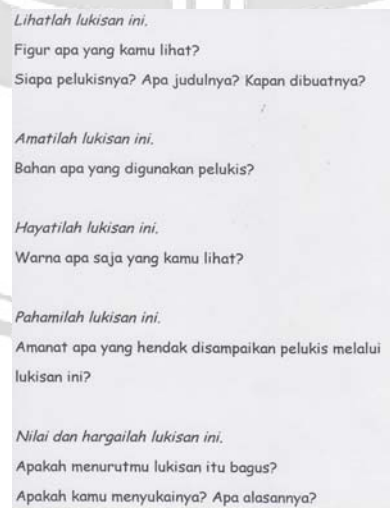 Lihatlah lukisan ini.
Figur apa yang kamu lihat?
Siapa pelukisnya? Apa judulnya? Kapan dibuatnya?
Amatilah lukisan ini.
Bahan apa yang digunakan pelukis?
Hayatilah lukisan ini.
Warna apa saja yang kamu lihat?
Pahamilah lukisan ini.
Amanat apa yang hendak disampaikan pelukis melalui
lukisan ini?
Nilai dan hargailah lukisan ini.
Apakah menurutmu lukisan itu bagus?
Apakah kamu menyukainya? Apa alasannya?